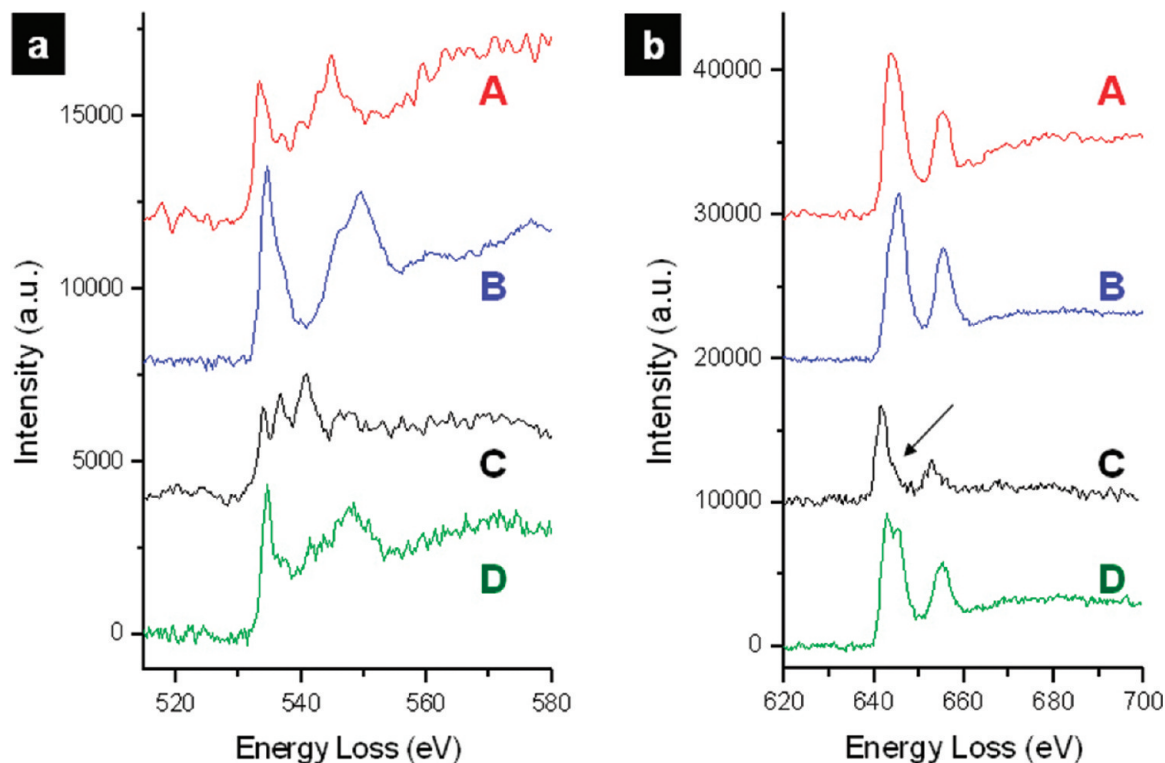 a
A
B
C
D
15000
10000
5000
0
Intensity (a.u.)
520 540 560 580
Energy Loss (eV)
b
A
B
C
D
40000
30000
20000
10000
0
Intensity (a.u.)
620 640 660 680 700
Energy Loss (eV)